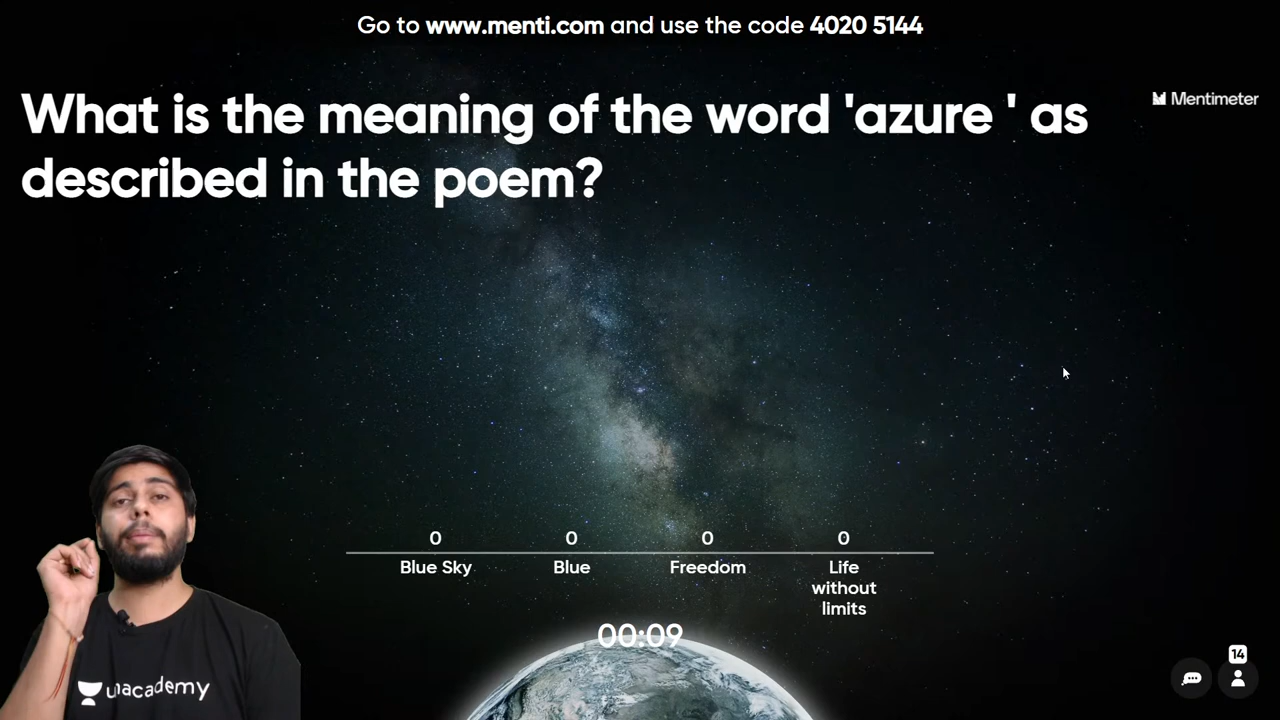 Go to www.menti.com and use the code 4020 5144
Mentimeter
What is the meaning of the word 'azure ' as
described in the poem?
0 0 0 0
Blue Sky Blue Freedom Life
without
limits
00:09
unacademy
14